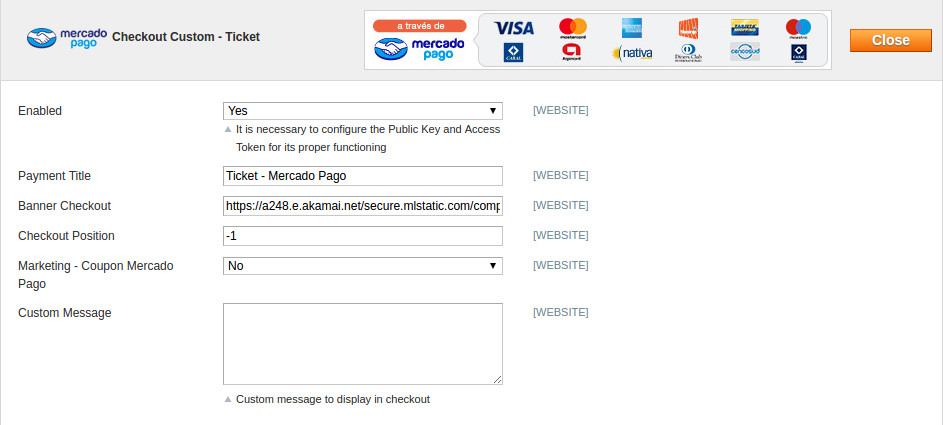 mercado pago
Checkout Custom - Ticket
a través de
mercado pago
VISA
mastercard
nativa
Diners Club
cencosud
CABAL
maestro
CABAL
Close
Enabled
Yes
[WEBSITE]
It is necessary to configure the Public Key and Access
Token for its proper functioning
Payment Title
Ticket - Mercado Pago
[WEBSITE]
Banner Checkout
https://a248.e.akamai.net/secure.mlstatic.com/comp
[WEBSITE]
Checkout Position
-1
[WEBSITE]
Marketing - Coupon Mercado
Pago
No
[WEBSITE]
Custom Message
[WEBSITE]
Custom message to display in checkout